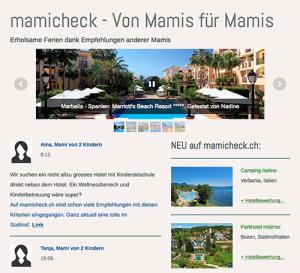 mamicheck - Von Mamis für Mamis
Erholsame Ferien dank Empfehlungen anderer Mamis
Marbella - Spanien: Marriott's Beach Resort *****, Getestet von Nadine
Aina, Mami von 2 Kindern
9:12
Wir suchen ein nicht allzu grosses Hotel mit Kinderskischule
direkt neben dem Hotel. Ein Wellnessbereich und
Kinderbetreuung wäre super?
Auf mamicheck.ch sind schon viele Empfehlungen mit diesen
Kriterien eingegangen. Ganz aktuell eine tolle im
Südtirol: Link
Tanja, Mami von 2 Kindern
15:05
NEU auf mamicheck.ch:
Camping Isolino
Verbania, Italien
+ Hotelbewertung...
Parkhotel Holzner
Bozen, Südtirol/Italien
+ Hotelbewertung...